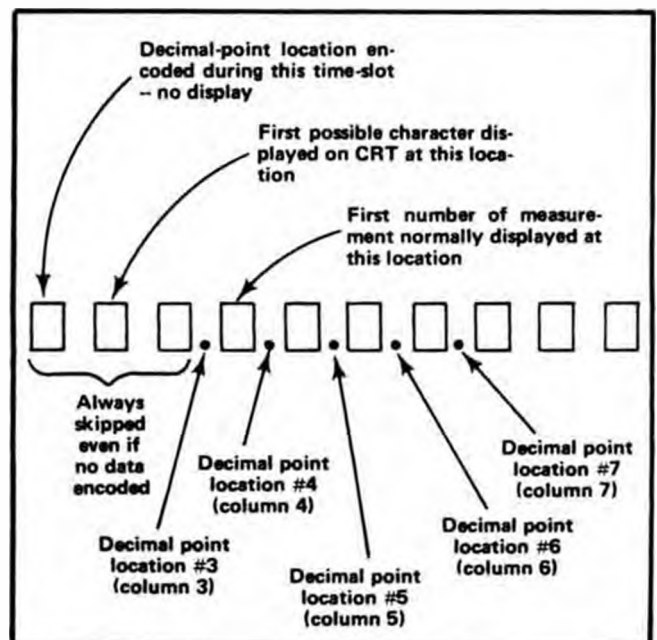 Decimal-point location en-
coded during this time-slot
-- no display
First possible character dis-
played on CRT at this loca-
tion
First number of measure-
ment normally displayed at
this location
Always
skipped
even if
no data
encoded
Decimal point
location #3
(column 3)
Decimal point
location #4
(column 4)
Decimal point
location #5
(column 5)
Decimal point
location #6
(column 6)
Decimal point
location #7
(column 7)